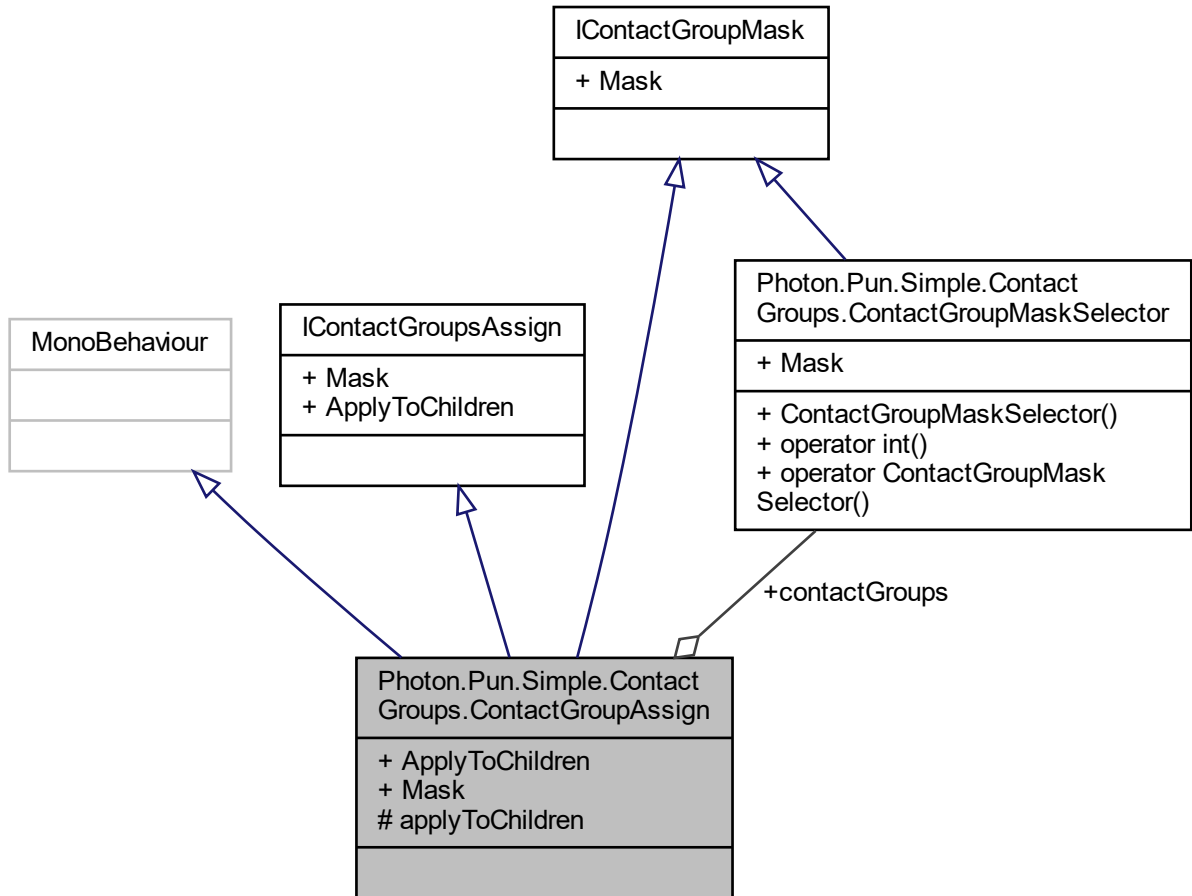 IContactGroupMask
+ Mask
MonoBehaviour
IContactGroupsAssign
+ Mask
+ ApplyToChildren
Photon.Pun.Simple.Contact
Groups.ContactGroupMaskSelector
+ Mask
+ ContactGroupMaskSelector()
+ operator int()
+ operator ContactGroupMask
Selector()
+contactGroups
Photon.Pun.Simple.Contact
Groups.ContactGroupAssign
+ ApplyToChildren
+ Mask
# applyToChildren